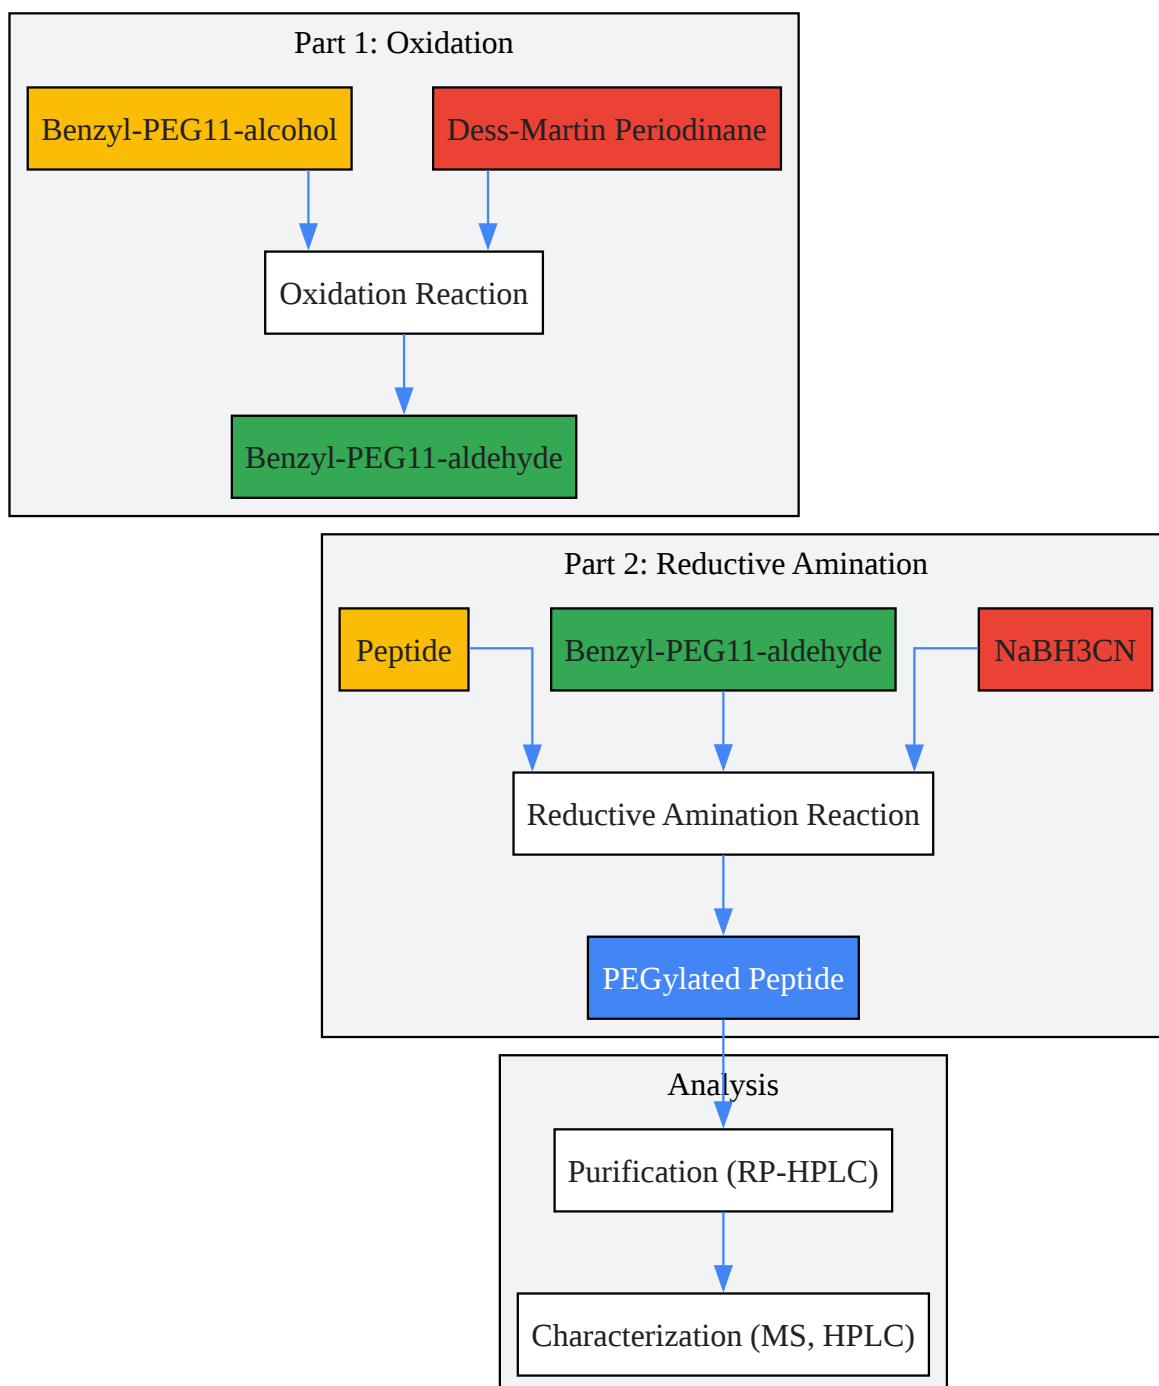 Part 1: Oxidation
Benzyl-PEG11-alcohol
Dess-Martin Periodinane
Oxidation Reaction
Benzyl-PEG11-aldehyde
Part 2: Reductive Amination
Peptide
Benzyl-PEG11-aldehyde
NaBH3CN
Reductive Amination Reaction
PEGylated Peptide
Analysis
Purification (RP-HPLC)
Characterization (MS, HPLC)